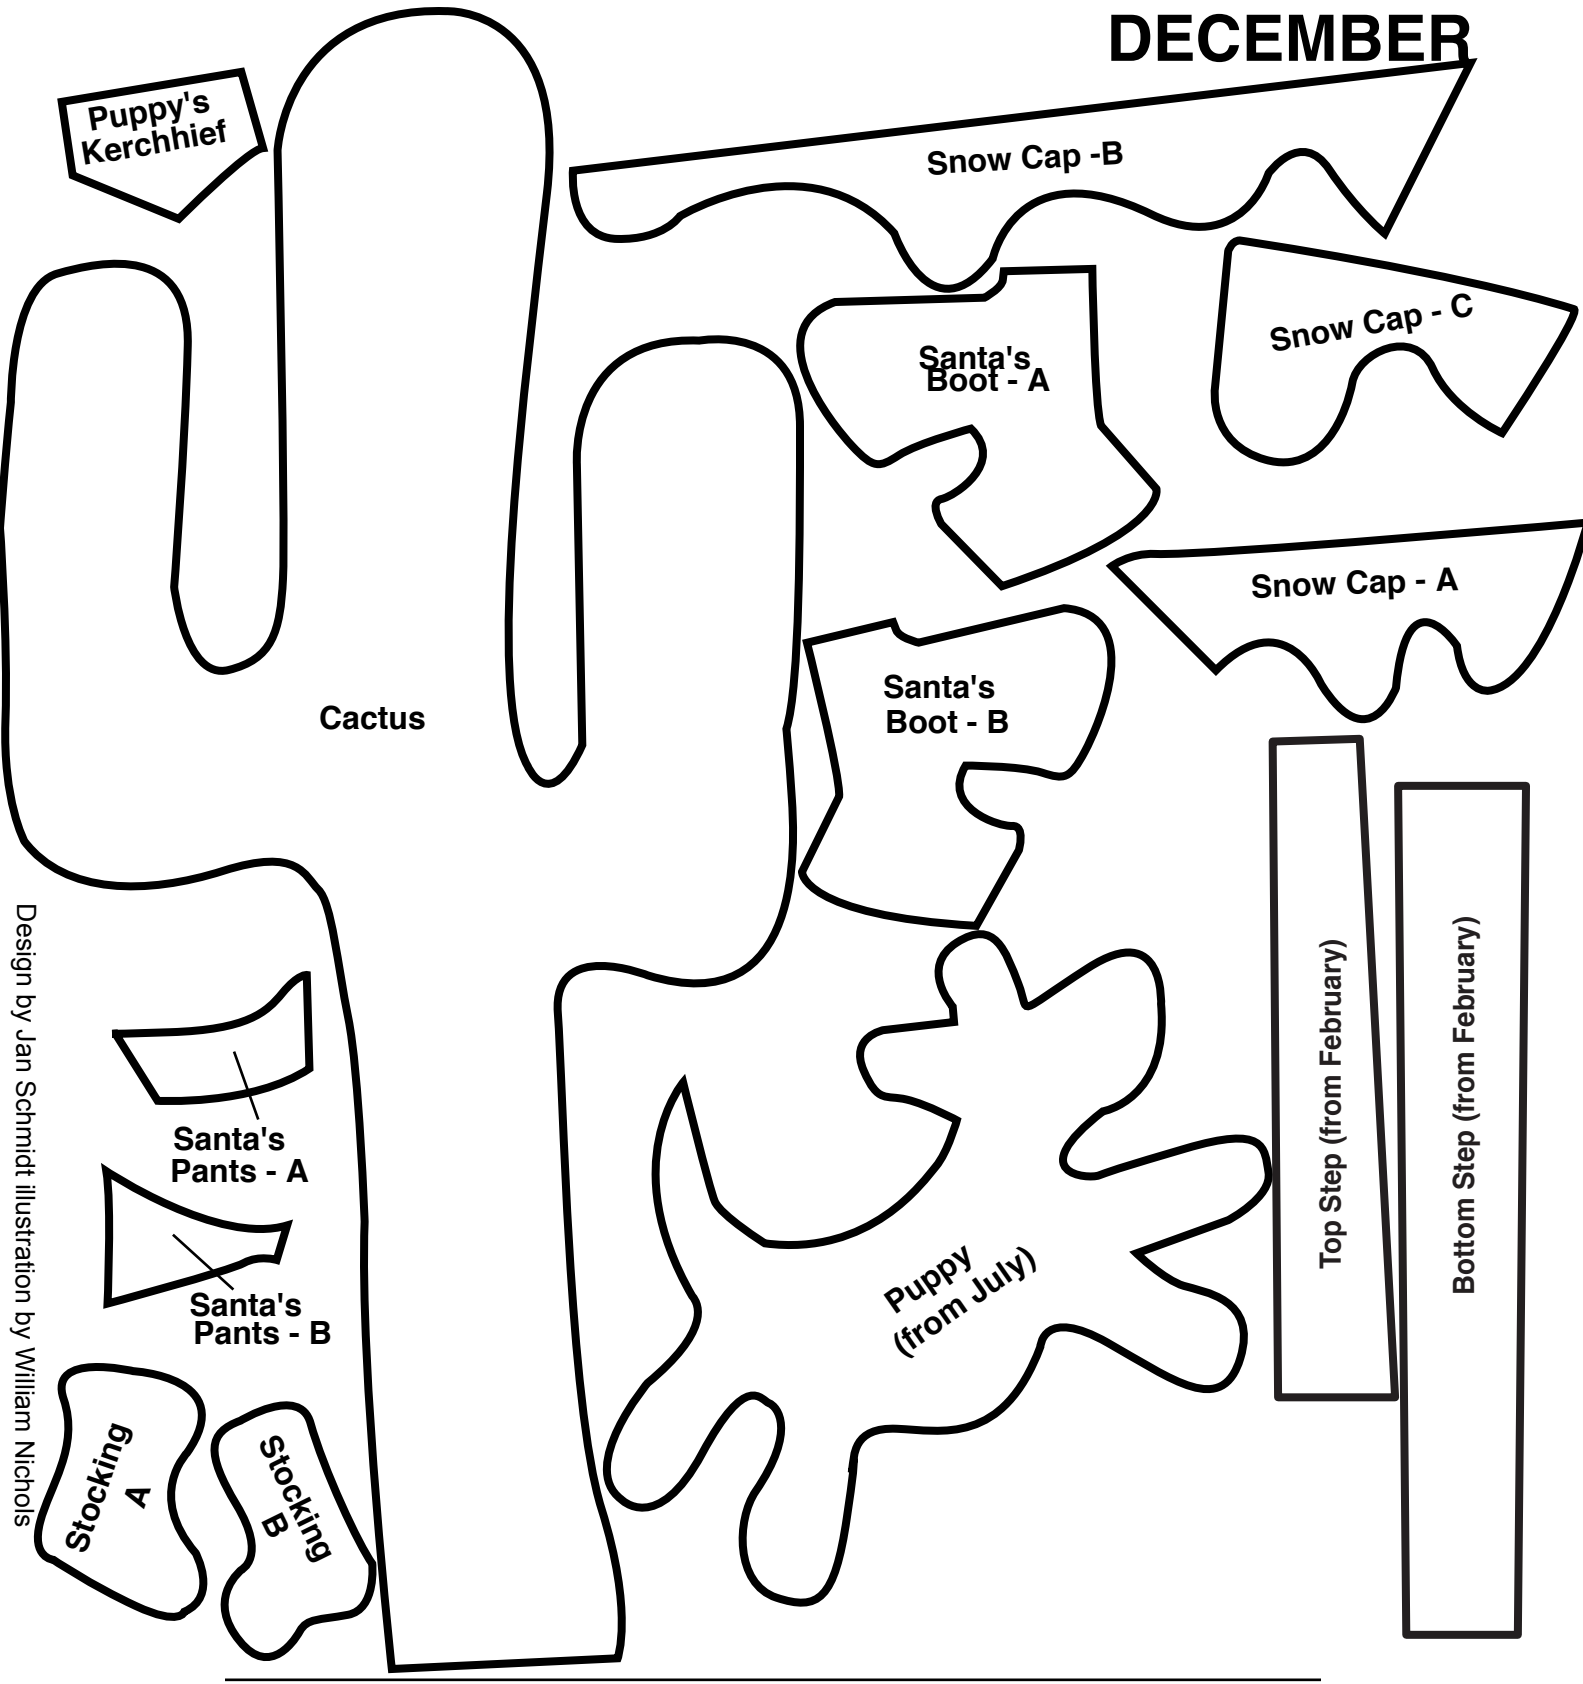 DECEMBER
Puppy's
Kerchhief
Snow Cap -B
Snow Cap - C
Santa's
Boot - A
Snow Cap - A
Santa's
Boot - B
Cactus
Top Step (from February)
Bottom Step (from February)
Design by Jan Schmidt illustration by William Nichols
Santa's
Pants - A
Puppy
(from July)
Santa's
Pants - B
Stocking
A
Stocking
B